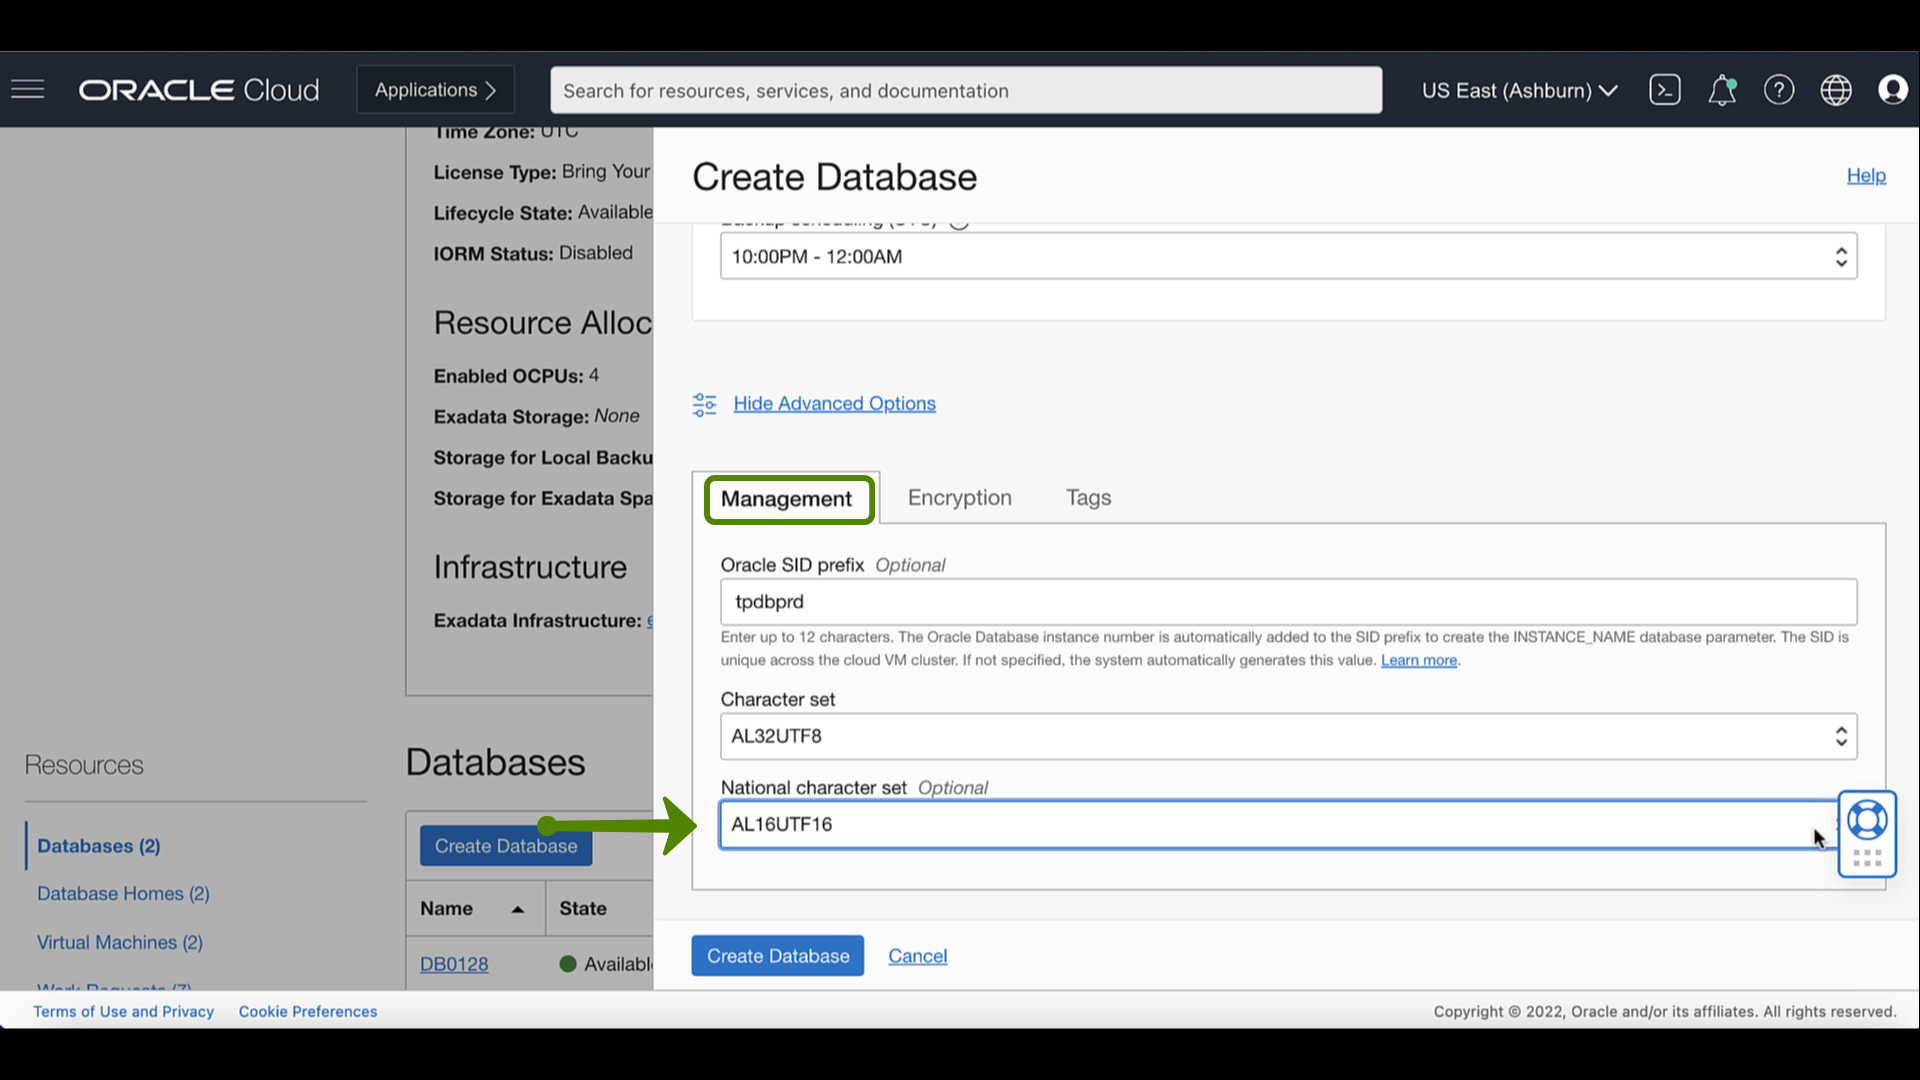 ORACLE Cloud
Applications
Search for resources, services, and documentation
US East (Ashburn)
Time Zone: UTC
License Type: Bring Your
Lifecycle State: Available
IORM Status: Disabled
Resource Alloc
Enabled OCPUs: 4
Exadata Storage: None
Storage for Local Backu
Storage for Exadata Spa
Infrastructure
Exadata Infrastructure: e
Resources
Databases (2)
Database Homes (2)
Virtual Machines (2)
Work Requests (7)
Databases
Create Database
Name State
DB0128 Availabl
Create Database
Help
Backup scheduling (UTC)
10:00PM - 12:00AM
Hide Advanced Options
Management Encryption Tags
Oracle SID prefix Optional
tpdbprd
Enter up to 12 characters. The Oracle Database instance number is automatically added to the SID prefix to create the INSTANCE_NAME database parameter. The SID is
unique across the cloud VM cluster. If not specified, the system automatically generates this value. Learn more.
Character set
AL32UTF8
National character set Optional
AL16UTF16
Create Database Cancel
Terms of Use and Privacy Cookie Preferences
Copyright © 2022, Oracle and/or its affiliates. All rights reserved.